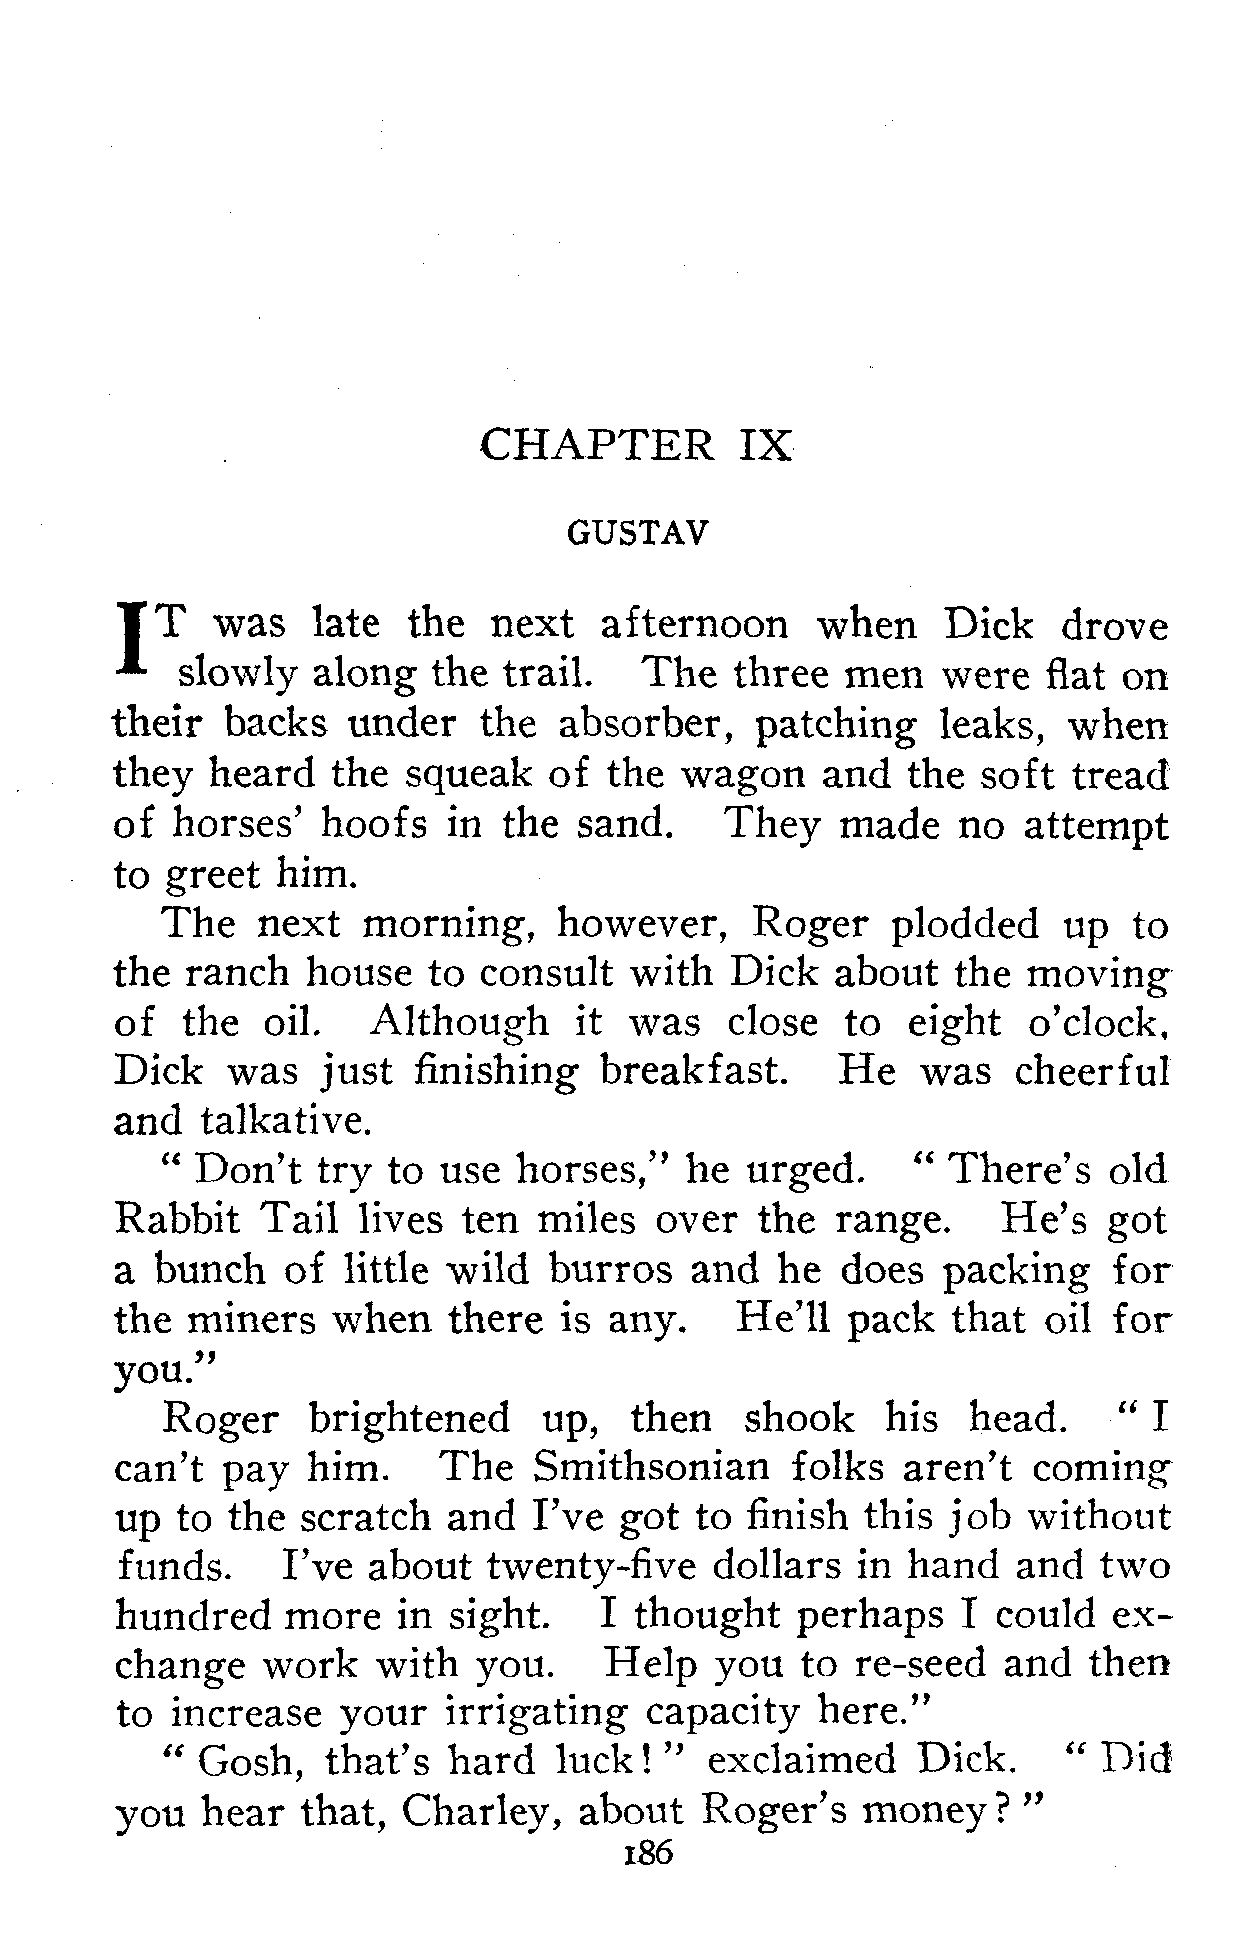 CHAPTER IX
GUSTAV
IT was late the next afternoon when Dick drove
slowly along the trail. The three men were flat on
their backs under the absorber, patching leaks, when
they heard the squeak of the wagon and the soft tread
of horses' hoofs in the sand. They made no attempt
to greet him.
The next morning, however, Roger plodded up to
the ranch house to consult with Dick about the moving
of the oil. Although it was close to eight o'clock,
Dick was just finishing breakfast. He was cheerful
and talkative.
" Don't try to use horses," he urged. " There's old
Rabbit Tail lives ten miles over the range. He's got
a bunch of little wild burros and he does packing for
the miners when there is any. He'll pack that oil for
you."
Roger brightened up, then shook his head. " I
can't pay him. The Smithsonian folks aren't coming
up to the scratch and I've got to finish this job without
funds. I've about twenty-five dollars in hand and two
hundred more in sight. I thought perhaps I could ex-
change work with you. Help you to re-seed and then
to increase your irrigating capacity here."
" Gosh, that's hard luck! " exclaimed Dick. " Did
you hear that, Charley, about Roger's money? "
186